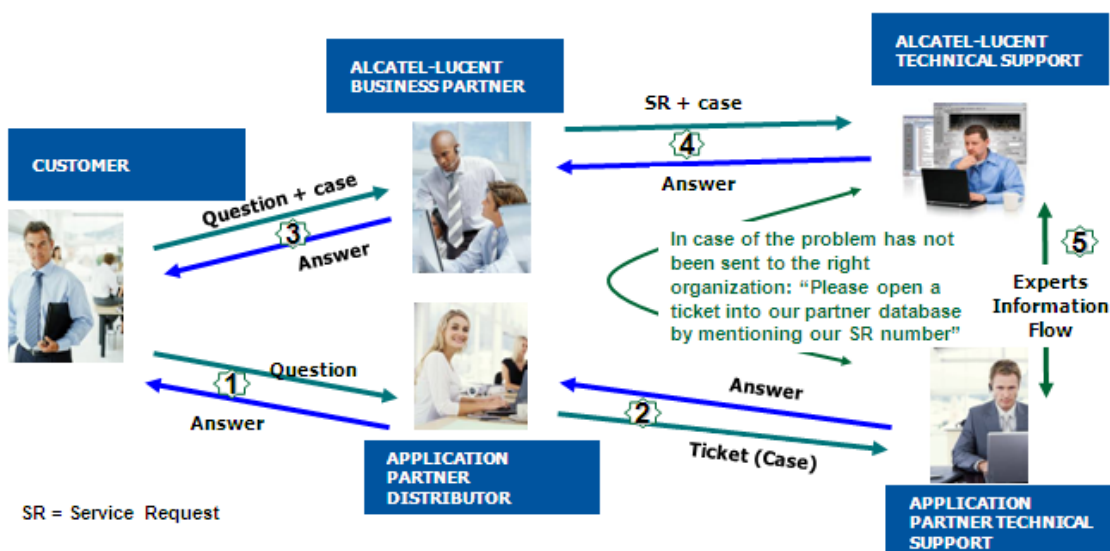 ALCATEL-LUCENT
BUSINESS PARTNER
ALCATEL-LUCENT
TECHNICAL SUPPORT
CUSTOMER
SR + case
4
Answer
Question + case
3
Answer
In case of the problem has not
been sent to the right
organization: “Please open a
ticket into our partner database
by mentioning our SR number”
5
Experts
Information
Flow
Question
1
Answer
Answer
2
Ticket (Case)
APPLICATION
PARTNER
DISTRIBUTOR
APPLICATION
PARTNER TECHNICAL
SUPPORT
SR = Service Request